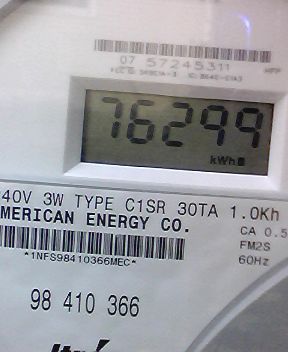 07 57245311
76299
kWh
40V 3W TYPE C1SR 30TA 1.0Kh
MERICAN ENERGY CO.
CA 0.5
FM2S
*1NFS98410366MEC*
60Hz
98 410 366